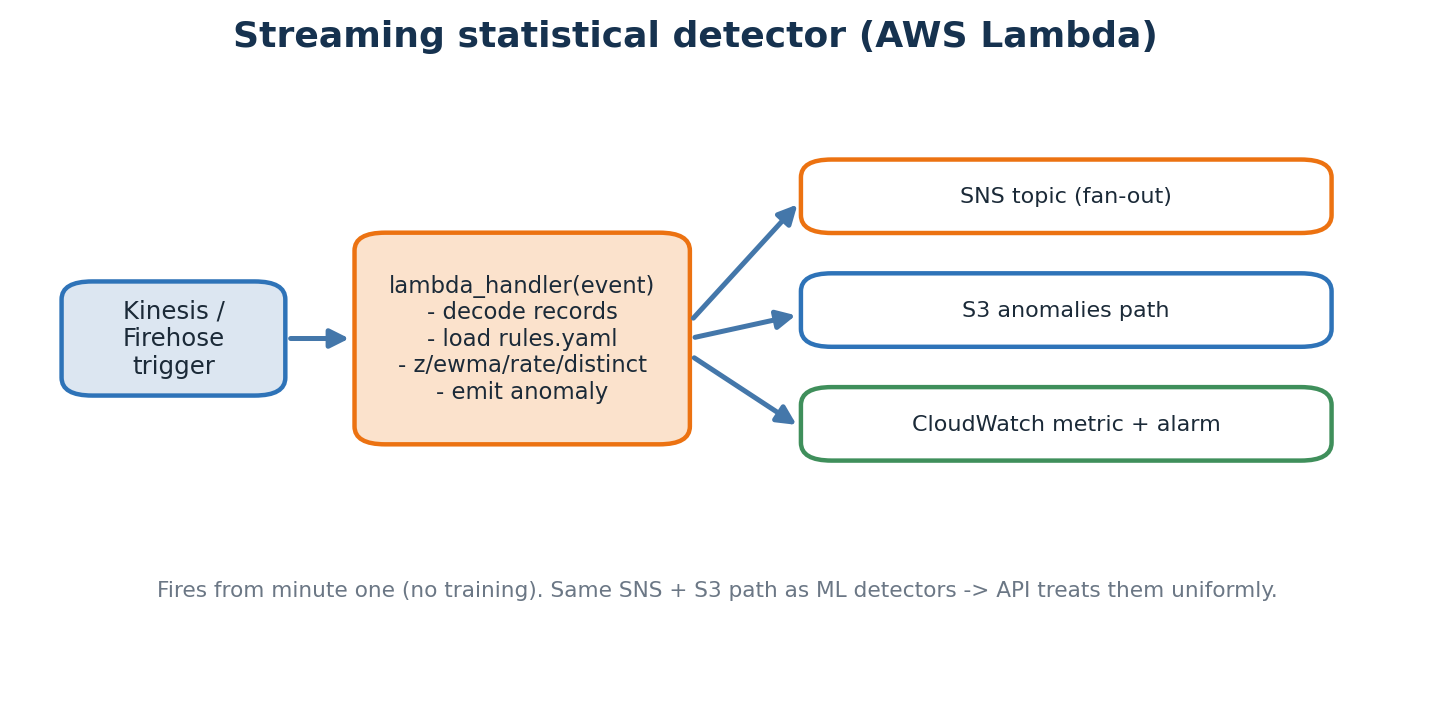 Streaming statistical detector (AWS Lambda)
Kinesis /
Firehose
trigger
lambda_handler(event)
- decode records
- load rules.yaml
- z/ewma/rate/distinct
- emit anomaly
SNS topic (fan-out)
S3 anomalies path
CloudWatch metric + alarm
Fires from minute one (no training). Same SNS + S3 path as ML detectors -> API treats them uniformly.